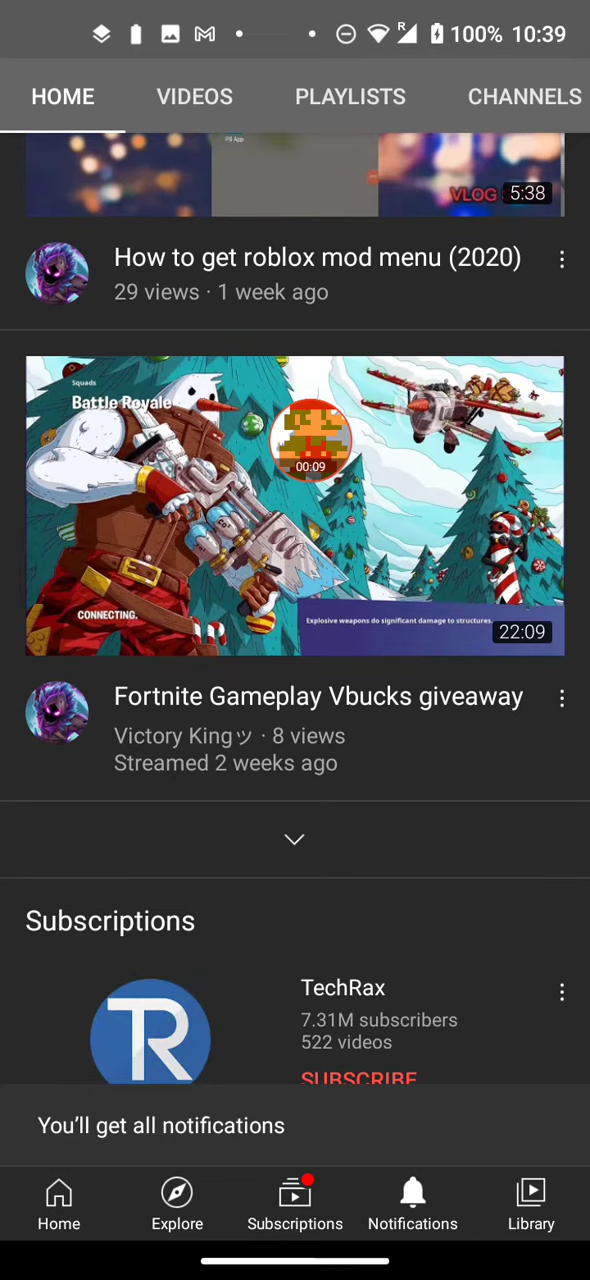 R 100% 10:39
HOME VIDEOS PLAYLISTS CHANNELS
VLOG 5:38
How to get roblox mod menu (2020)
29 views · 1 week ago
Squads
Battle Royale
00:09
CONNECTING.
Explosive weapons do significant damage to structures.
22:09
Fortnite Gameplay Vbucks giveaway
Victory Kingッ · 8 views
Streamed 2 weeks ago
Subscriptions
TR
TechRax
7.31M subscribers
522 videos
SUBSCRIBE
You’ll get all notifications
Home Explore Subscriptions Notifications Library